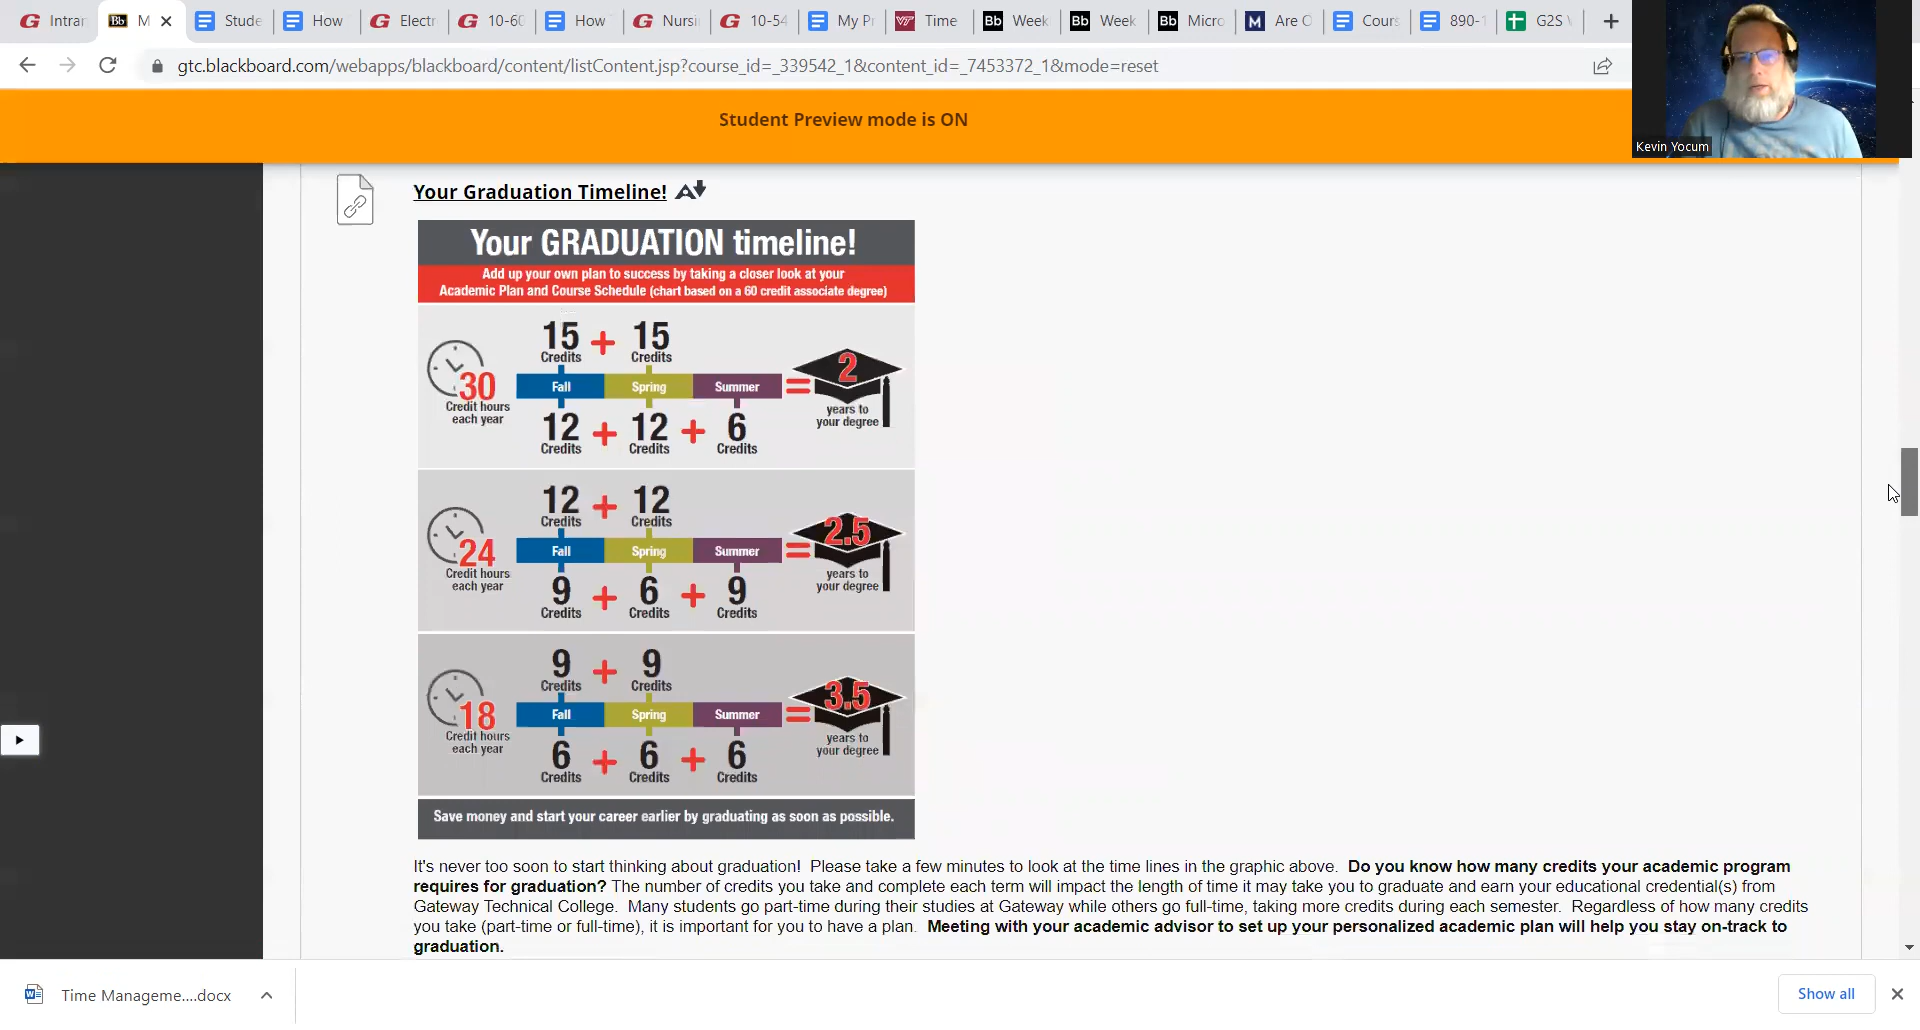 Intrar
M
Stude
How
Electr
10-60
How
Nursi
10-54
My Pr
Time
Week
Week
Micro
Are O
Cours
890-1
G2S
gtc.blackboard.com/webapps/blackboard/content/listContent.jsp?course_id=_339542_1&content_id=_7453372_1&mode=reset
Student Preview mode is ON
Kevin Yocum
Your Graduation Timeline!
Your GRADUATION timeline!
Add up your own plan to success by taking a closer look at your
Academic Plan and Course Schedule (chart based on a 60 credit associate degree)
15 + 15
Credits Credits
30 Fall Spring Summer = 2
Credit hours each year
years to your degree
12 + 12 + 6
Credits Credits Credits
12 + 12
Credits Credits
24 Fall Spring Summer = 2.5
Credit hours each year
years to your degree
9 + 6 + 9
Credits Credits Credits
9 + 9
Credits Credits
18 Fall Spring Summer = 3.5
Credit hours each year
years to your degree
6 + 6 + 6
Credits Credits Credits
Save money and start your career earlier by graduating as soon as possible.
It's never too soon to start thinking about graduation! Please take a few minutes to look at the time lines in the graphic above. Do you know how many credits your academic program
requires for graduation? The number of credits you take and complete each term will impact the length of time it may take you to graduate and earn your educational credential(s) from
Gateway Technical College. Many students go part-time during their studies at Gateway while others go full-time, taking more credits during each semester. Regardless of how many credits
you take (part-time or full-time), it is important for you to have a plan. Meeting with your academic advisor to set up your personalized academic plan will help you stay on-track to
graduation.
Time Manageme....docx
Show all